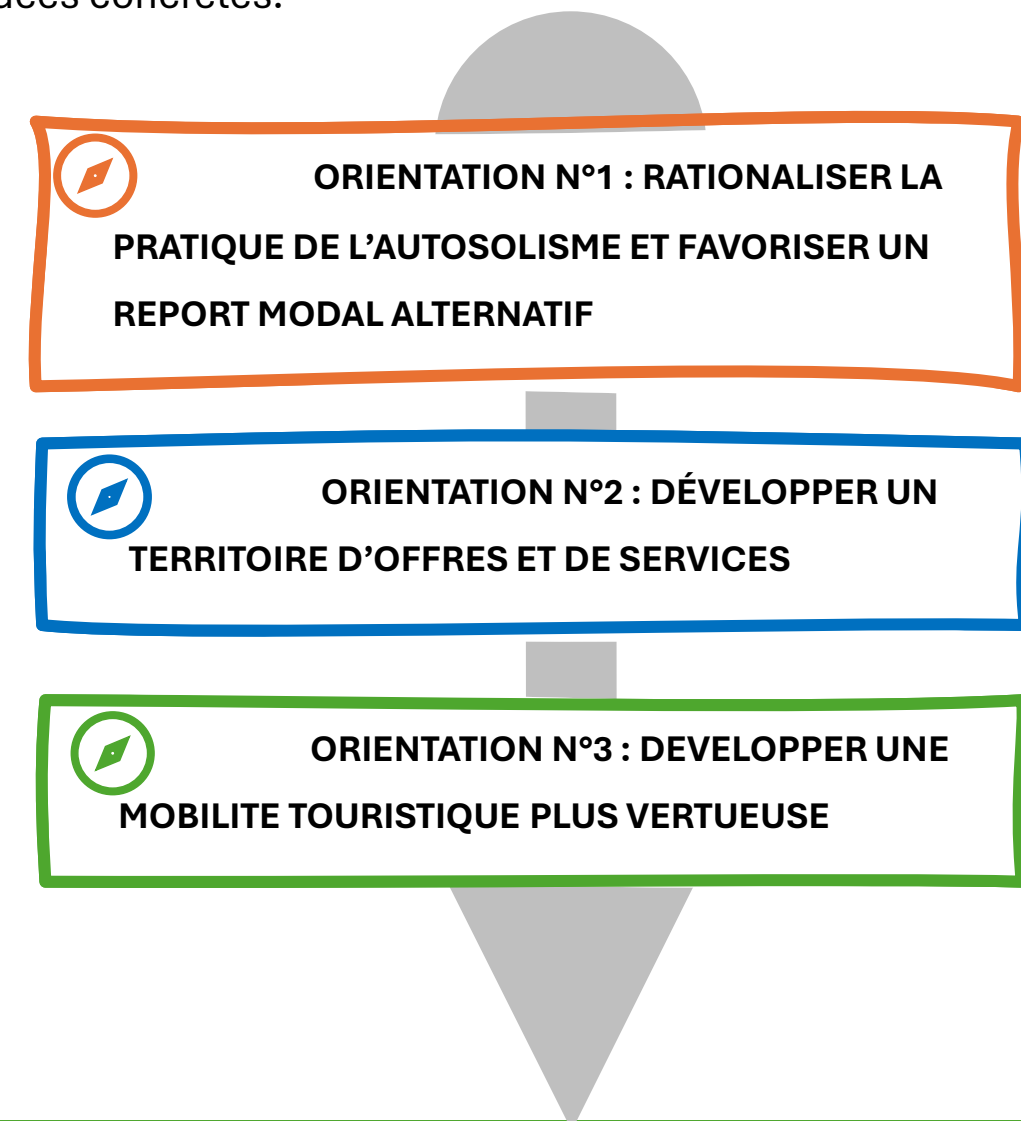 concrètes.
ORIENTATION N°1 : RATIONALISER LA
PRATIQUE DE L’AUTOSOLISME ET FAVORISER UN
REPORT MODAL ALTERNATIF
ORIENTATION N°2 : DÉVELOPPER UN
TERRITOIRE D’OFFRES ET DE SERVICES
ORIENTATION N°3 : DEVELOPPER UNE
MOBILITE TOURISTIQUE PLUS VERTUEUSE